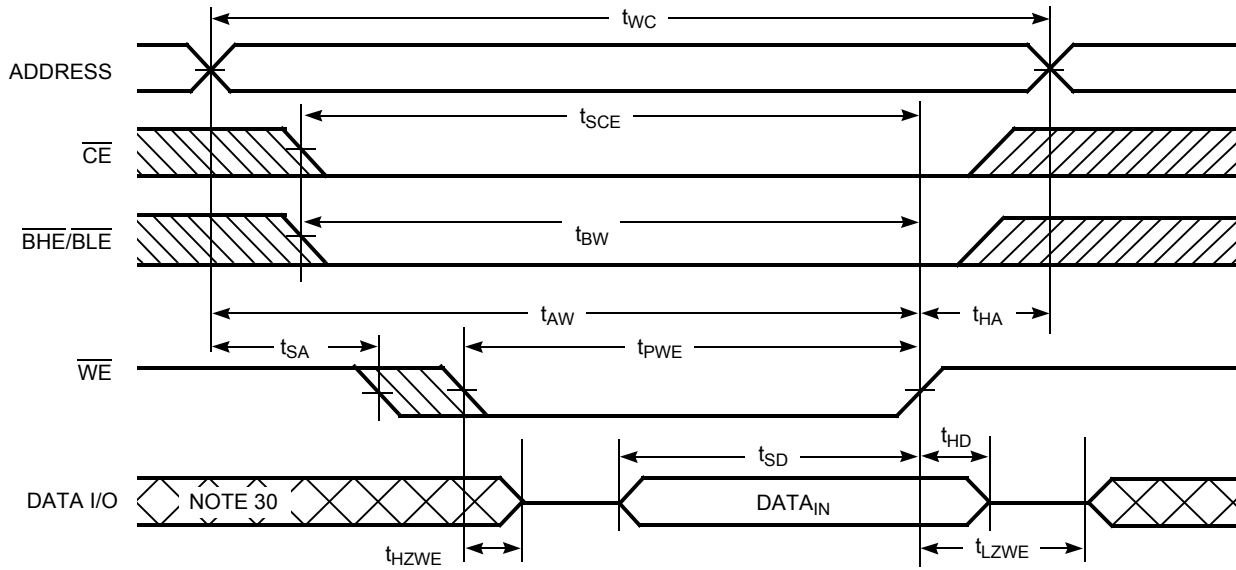 tWC
ADDRESS
tSCE
CE
tBW
BHE/BLE
tAW
tHA
tSA
tPWE
WE
tSD
tHD
DATA I/O
NOTE 30
DATAIN
tHZWE
tLZWE